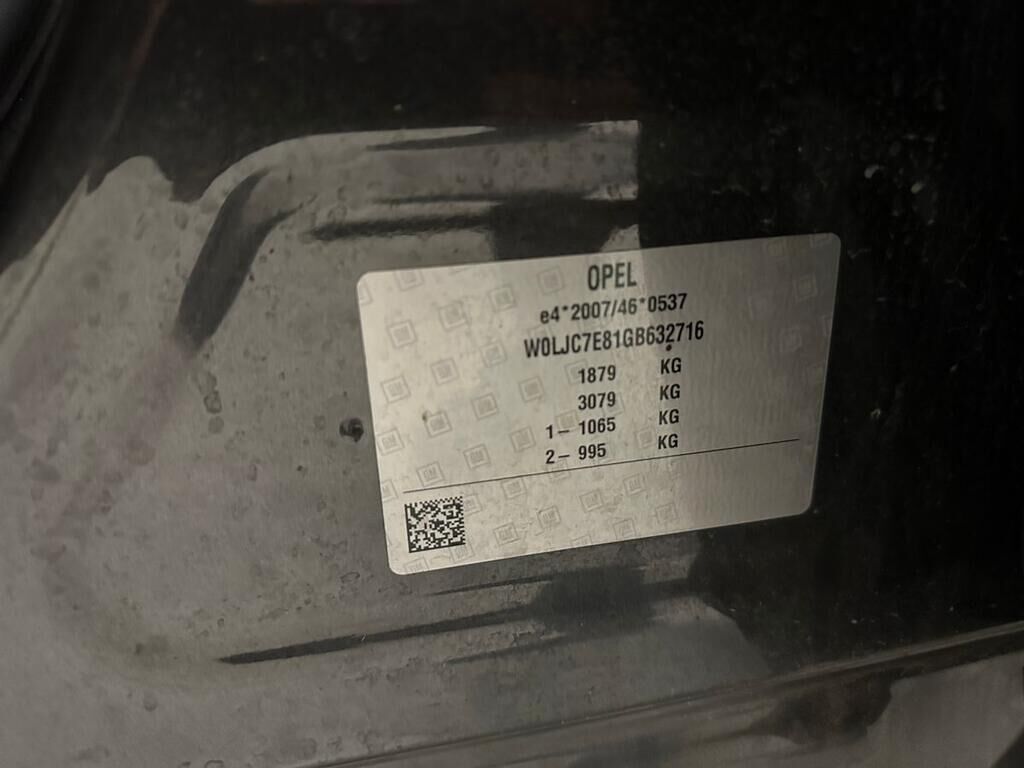 OPEL
e4*2007/46*0537
W0LJC7E81GB632716
1879 KG
3079 KG
1– 1065 KG
2– 995 KG